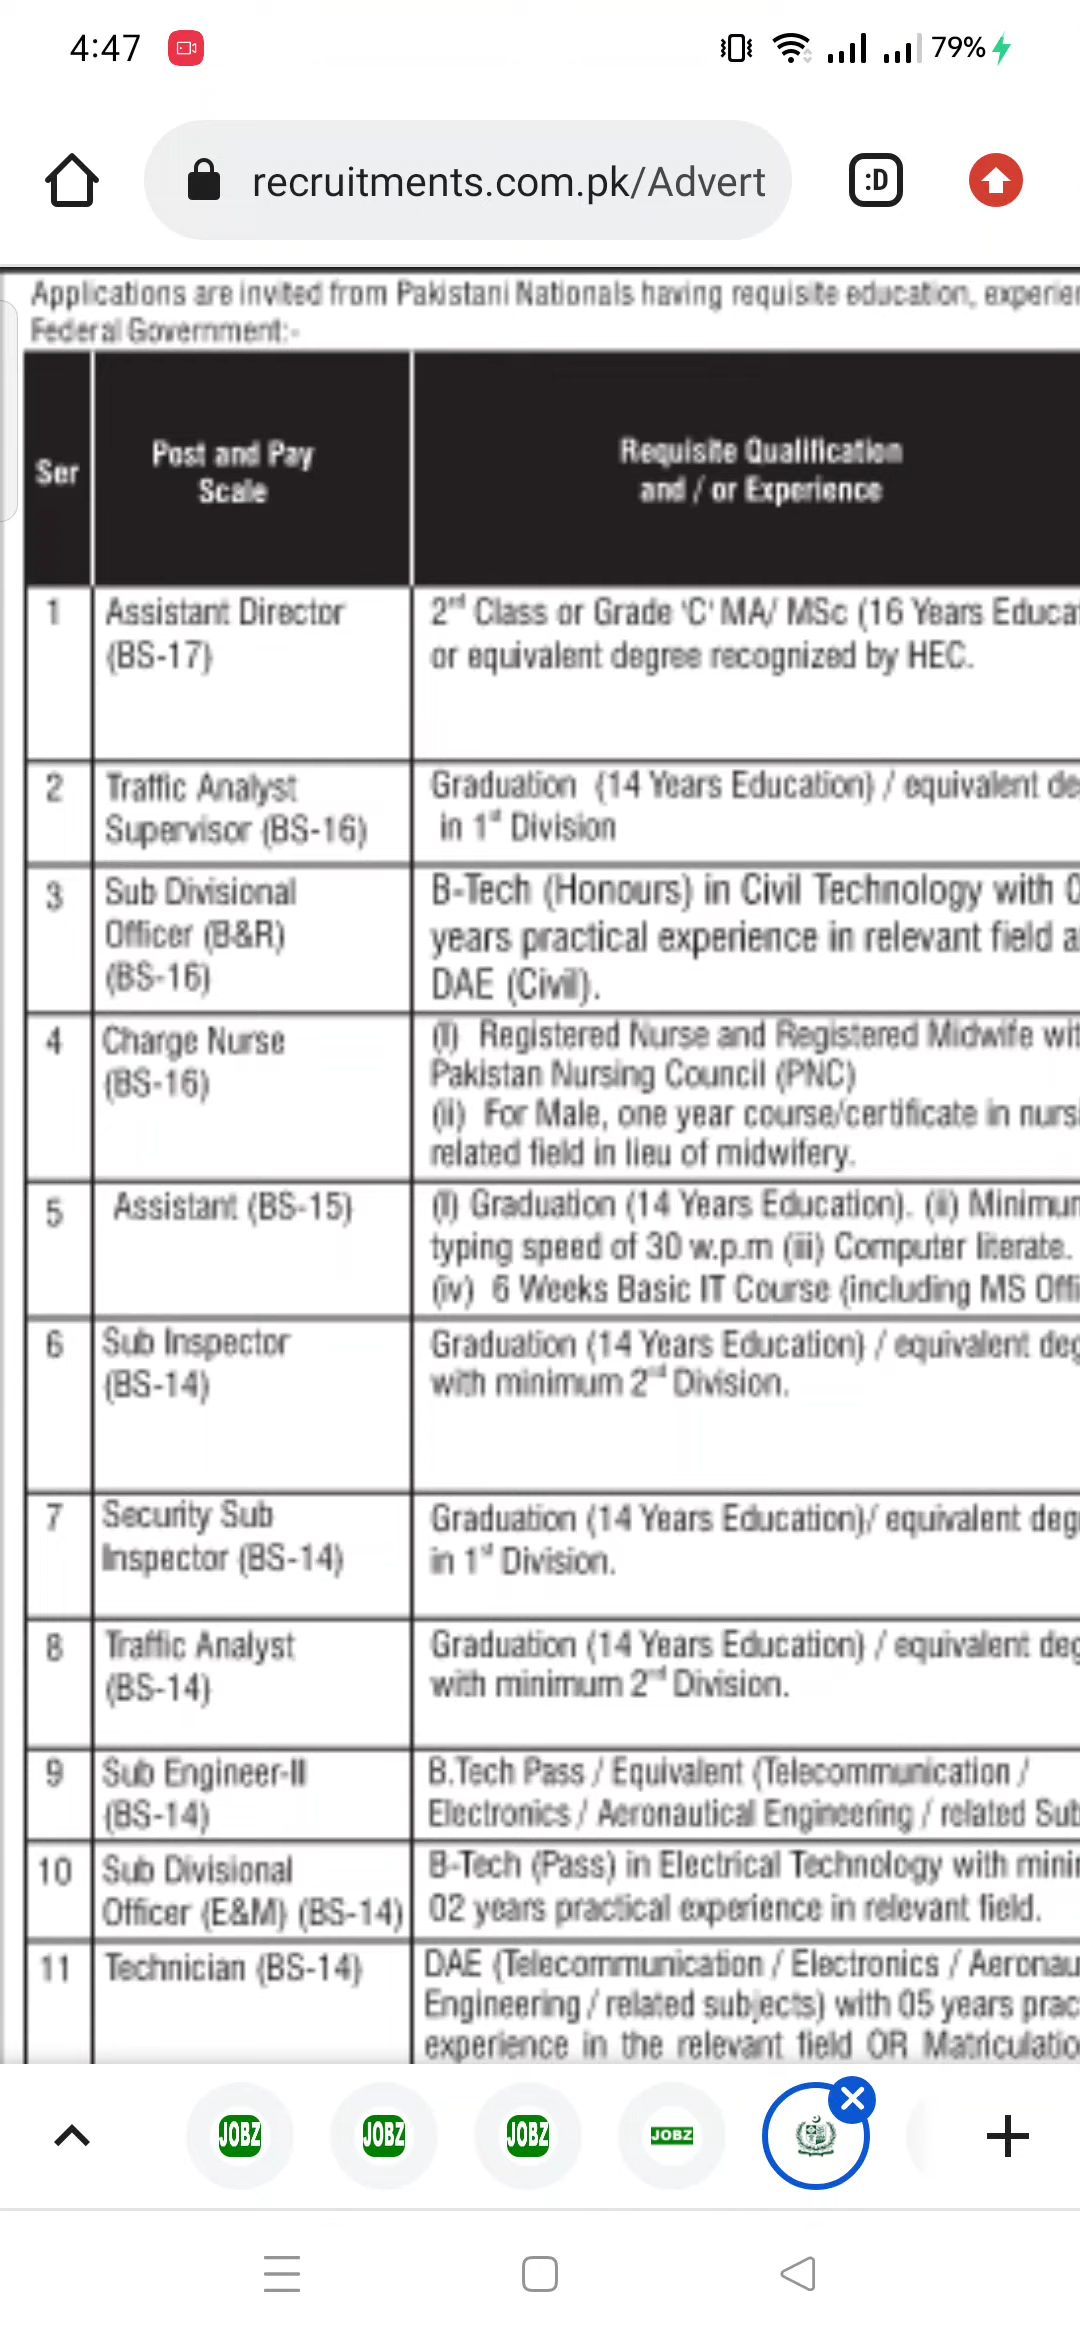 4:47
79%
recruitments.com.pk/Advert
:D
Applications are invited from Pakistani Nationals having requisite education, experien
Federal Government:-
Ser
Post and Pay
Scale
Requisite Qualification
and / or Experience
1
Assistant Director
(BS-17)
2nd Class or Grade 'C' MA/ MSc (16 Years Educat
or equivalent degree recognized by HEC.
2
Traffic Analyst
Supervisor (BS-16)
Graduation (14 Years Education) / equivalent de
in 1st Division
3
Sub Divisional
Officer (B&R)
(BS-16)
B-Tech (Honours) in Civil Technology with 0
years practical experience in relevant field a
DAE (Civil).
4
Charge Nurse
(BS-16)
(I) Registered Nurse and Registered Midwife wit
Pakistan Nursing Council (PNC)
(ii) For Male, one year course/certificate in nursi
related field in lieu of midwifery.
5
Assistant (BS-15)
(I) Graduation (14 Years Education). (ii) Minimum
typing speed of 30 w.p.m (iii) Computer literate.
(iv) 6 Weeks Basic IT Course (including MS Offi
6
Sub Inspector
(BS-14)
Graduation (14 Years Education) / equivalent deg
with minimum 2nd Division.
7
Security Sub
Inspector (BS-14)
Graduation (14 Years Education)/ equivalent deg
in 1st Division.
8
Traffic Analyst
(BS-14)
Graduation (14 Years Education) / equivalent deg
with minimum 2nd Division.
9
Sub Engineer-II
(BS-14)
B.Tech Pass / Equivalent (Telecommunication /
Electronics / Aeronautical Engineering / related Sub
10
Sub Divisional
Officer (E&M) (BS-14)
B-Tech (Pass) in Electrical Technology with minin
02 years practical experience in relevant field.
11
Technician (BS-14)
DAE (Telecommunication / Electronics / Aeronau
Engineering / related subjects) with 05 years prac
experience in the relevant field OR Matriculatio
JOBZ
JOBZ
JOBZ
JOBZ